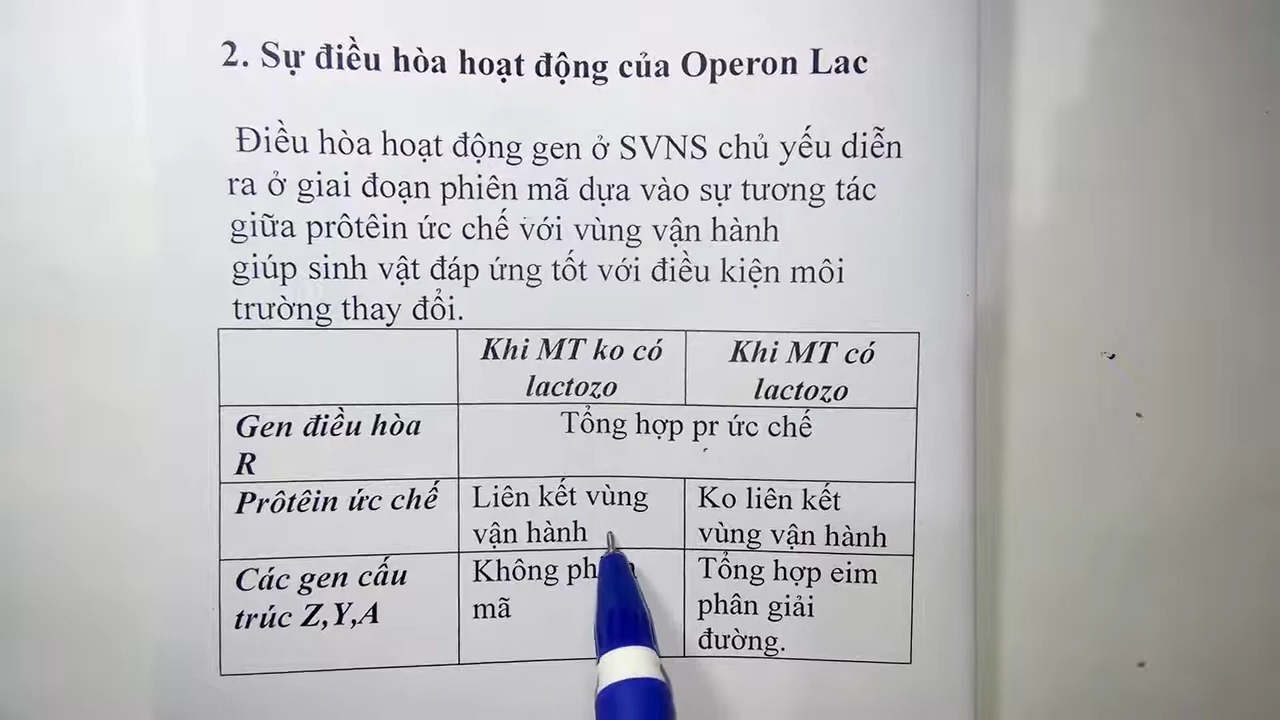 2. Sự điều hòa hoạt động của Operon Lac
Điều hòa hoạt động gen ở SVNS chủ yếu diễn
ra ở giai đoạn phiên mã dựa vào sự tương tác
giữa prôtêin ức chế với vùng vận hành
giúp sinh vật đáp ứng tốt với điều kiện môi
trường thay đổi.
Khi MT ko có
lactozo
Khi MT có
lactozo
Gen điều hòa
R
Tổng hợp pr ức chế
Prôtêin ức chế
Liên kết vùng
vận hành
Ko liên kết
vùng vận hành
Các gen cấu
trúc Z,Y,A
Không
mã
Tổng hợp eim
phân giải
đường.